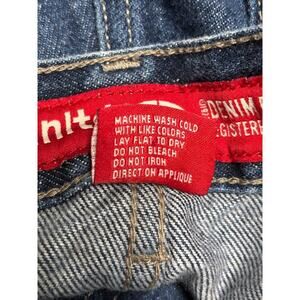 n't
DENIM
MACHINE WASH COLD
WITH LIKE COLORS
LAY FLAT TO DRY
DO NOT BLEACH
DO NOT IRON
DIRECTION APPLIQUE